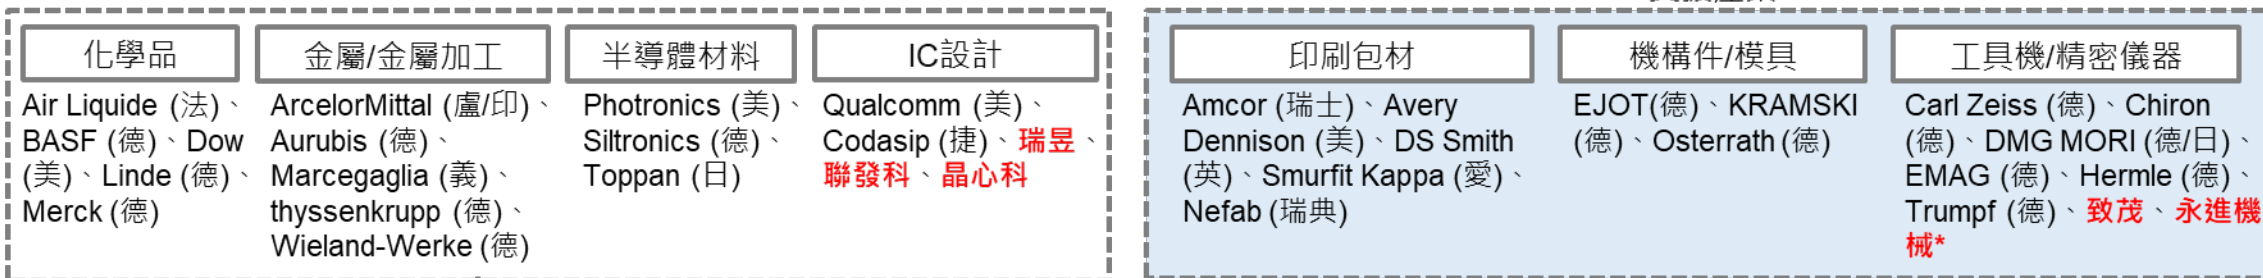 化學品
Air Liquide (法)、
BASF (德)、Dow
(美)、Linde (德)、
Merck (德)
金屬/金屬加工
ArcelorMittal (盧/印)、
Aurubis (德)、
Marcegaglia (義)、
thyssenkrupp (德)、
Wieland-Werke (德)
半導體材料
Photronics (美)、
Siltronics (德)、
Toppan (日)
IC設計
Qualcomm (美)、
Codasip (捷)、瑞昱、
聯發科、晶心科
印刷包材
Amcor (瑞士)、Avery
Dennison (美)、DS Smith
(英)、Smurfit Kappa (愛)、
Nefab (瑞典)
機構件/模具
EJOT(德)、KRAMSKI
(德)、Osterrath (德)
工具機/精密儀器
Carl Zeiss (德)、Chiron
(德)、DMG MORI (德/日)、
EMAG (德)、Hermle (德)、
Trumpf (德)、致茂、永進機
械*